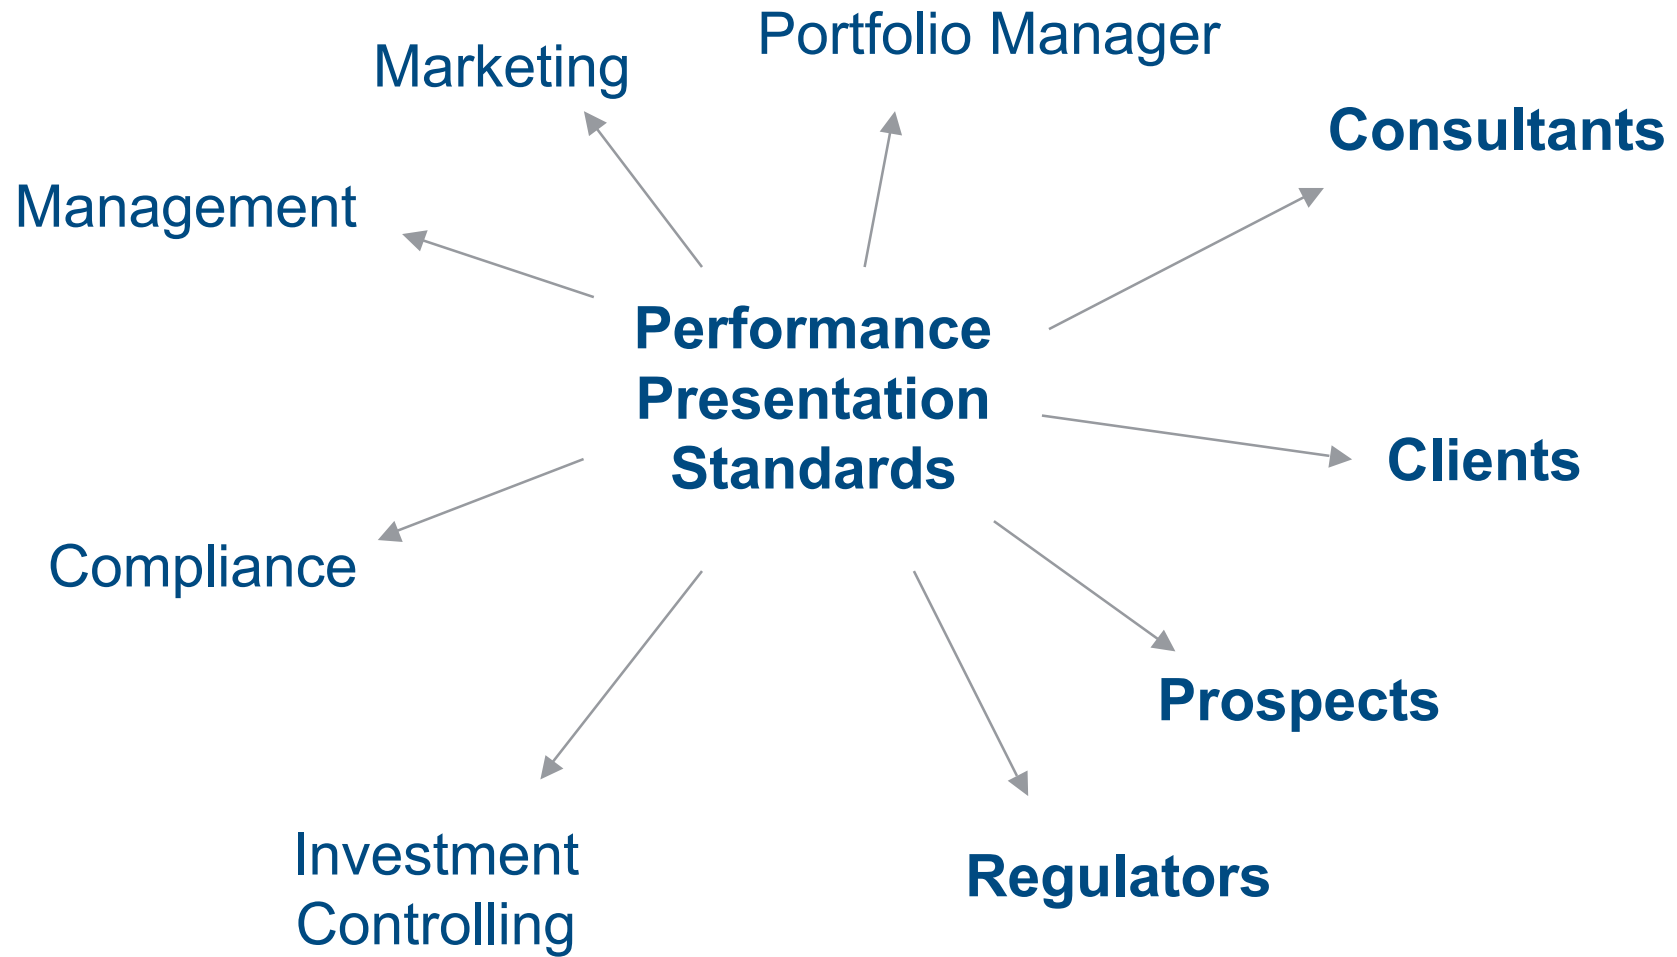 Portfolio Manager
Marketing
Consultants
Management
Performance
Presentation
Standards
Clients
Compliance
Prospects
Investment
Controlling
Regulators